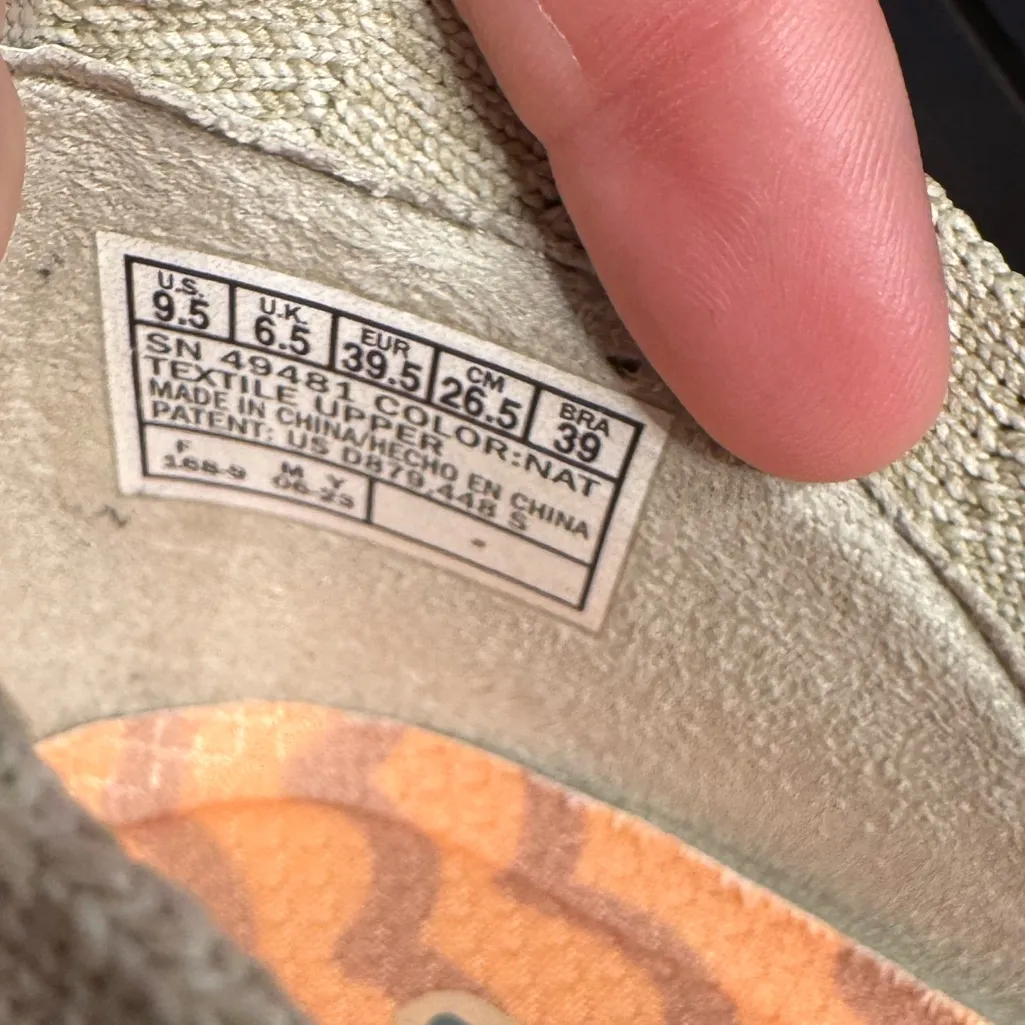 U.S. U.K. EUR CM BRA
9.5 6.5 39.5 26.5 39
SN 49481 COLOR:NAT
TEXTILE UPPER
MADE IN CHINA/HECHO EN CHINA
PATENT: US D879,448 S
F M Y
168-9 06-23 -